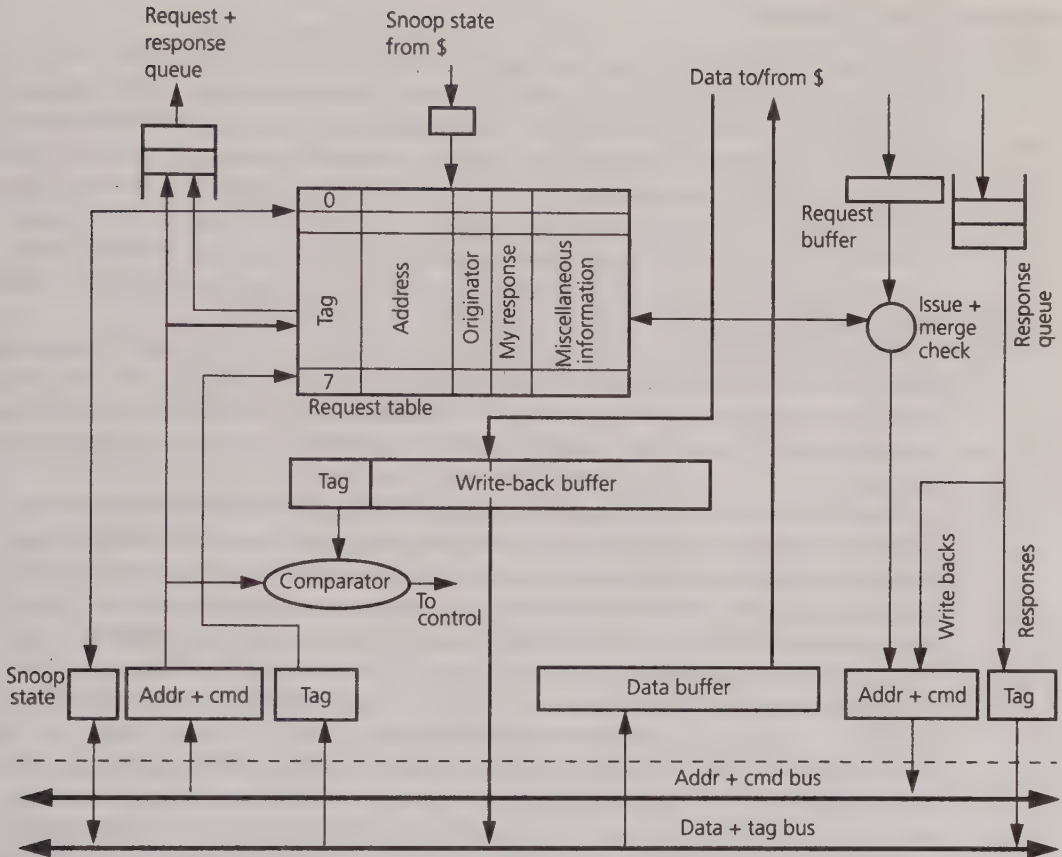 Request +
response
queue
Snoop state
from $
Data to/from $
0
Tag
Address
Originator
My response
Miscellaneous
information
7
Request table
Request
buffer
Issue +
merge
check
Response
queue
Tag
Write-back buffer
Comparator
To
control
Write backs
Responses
Snoop
state
Addr + cmd
Tag
Data buffer
Addr + cmd
Tag
Addr + cmd bus
Data + tag bus